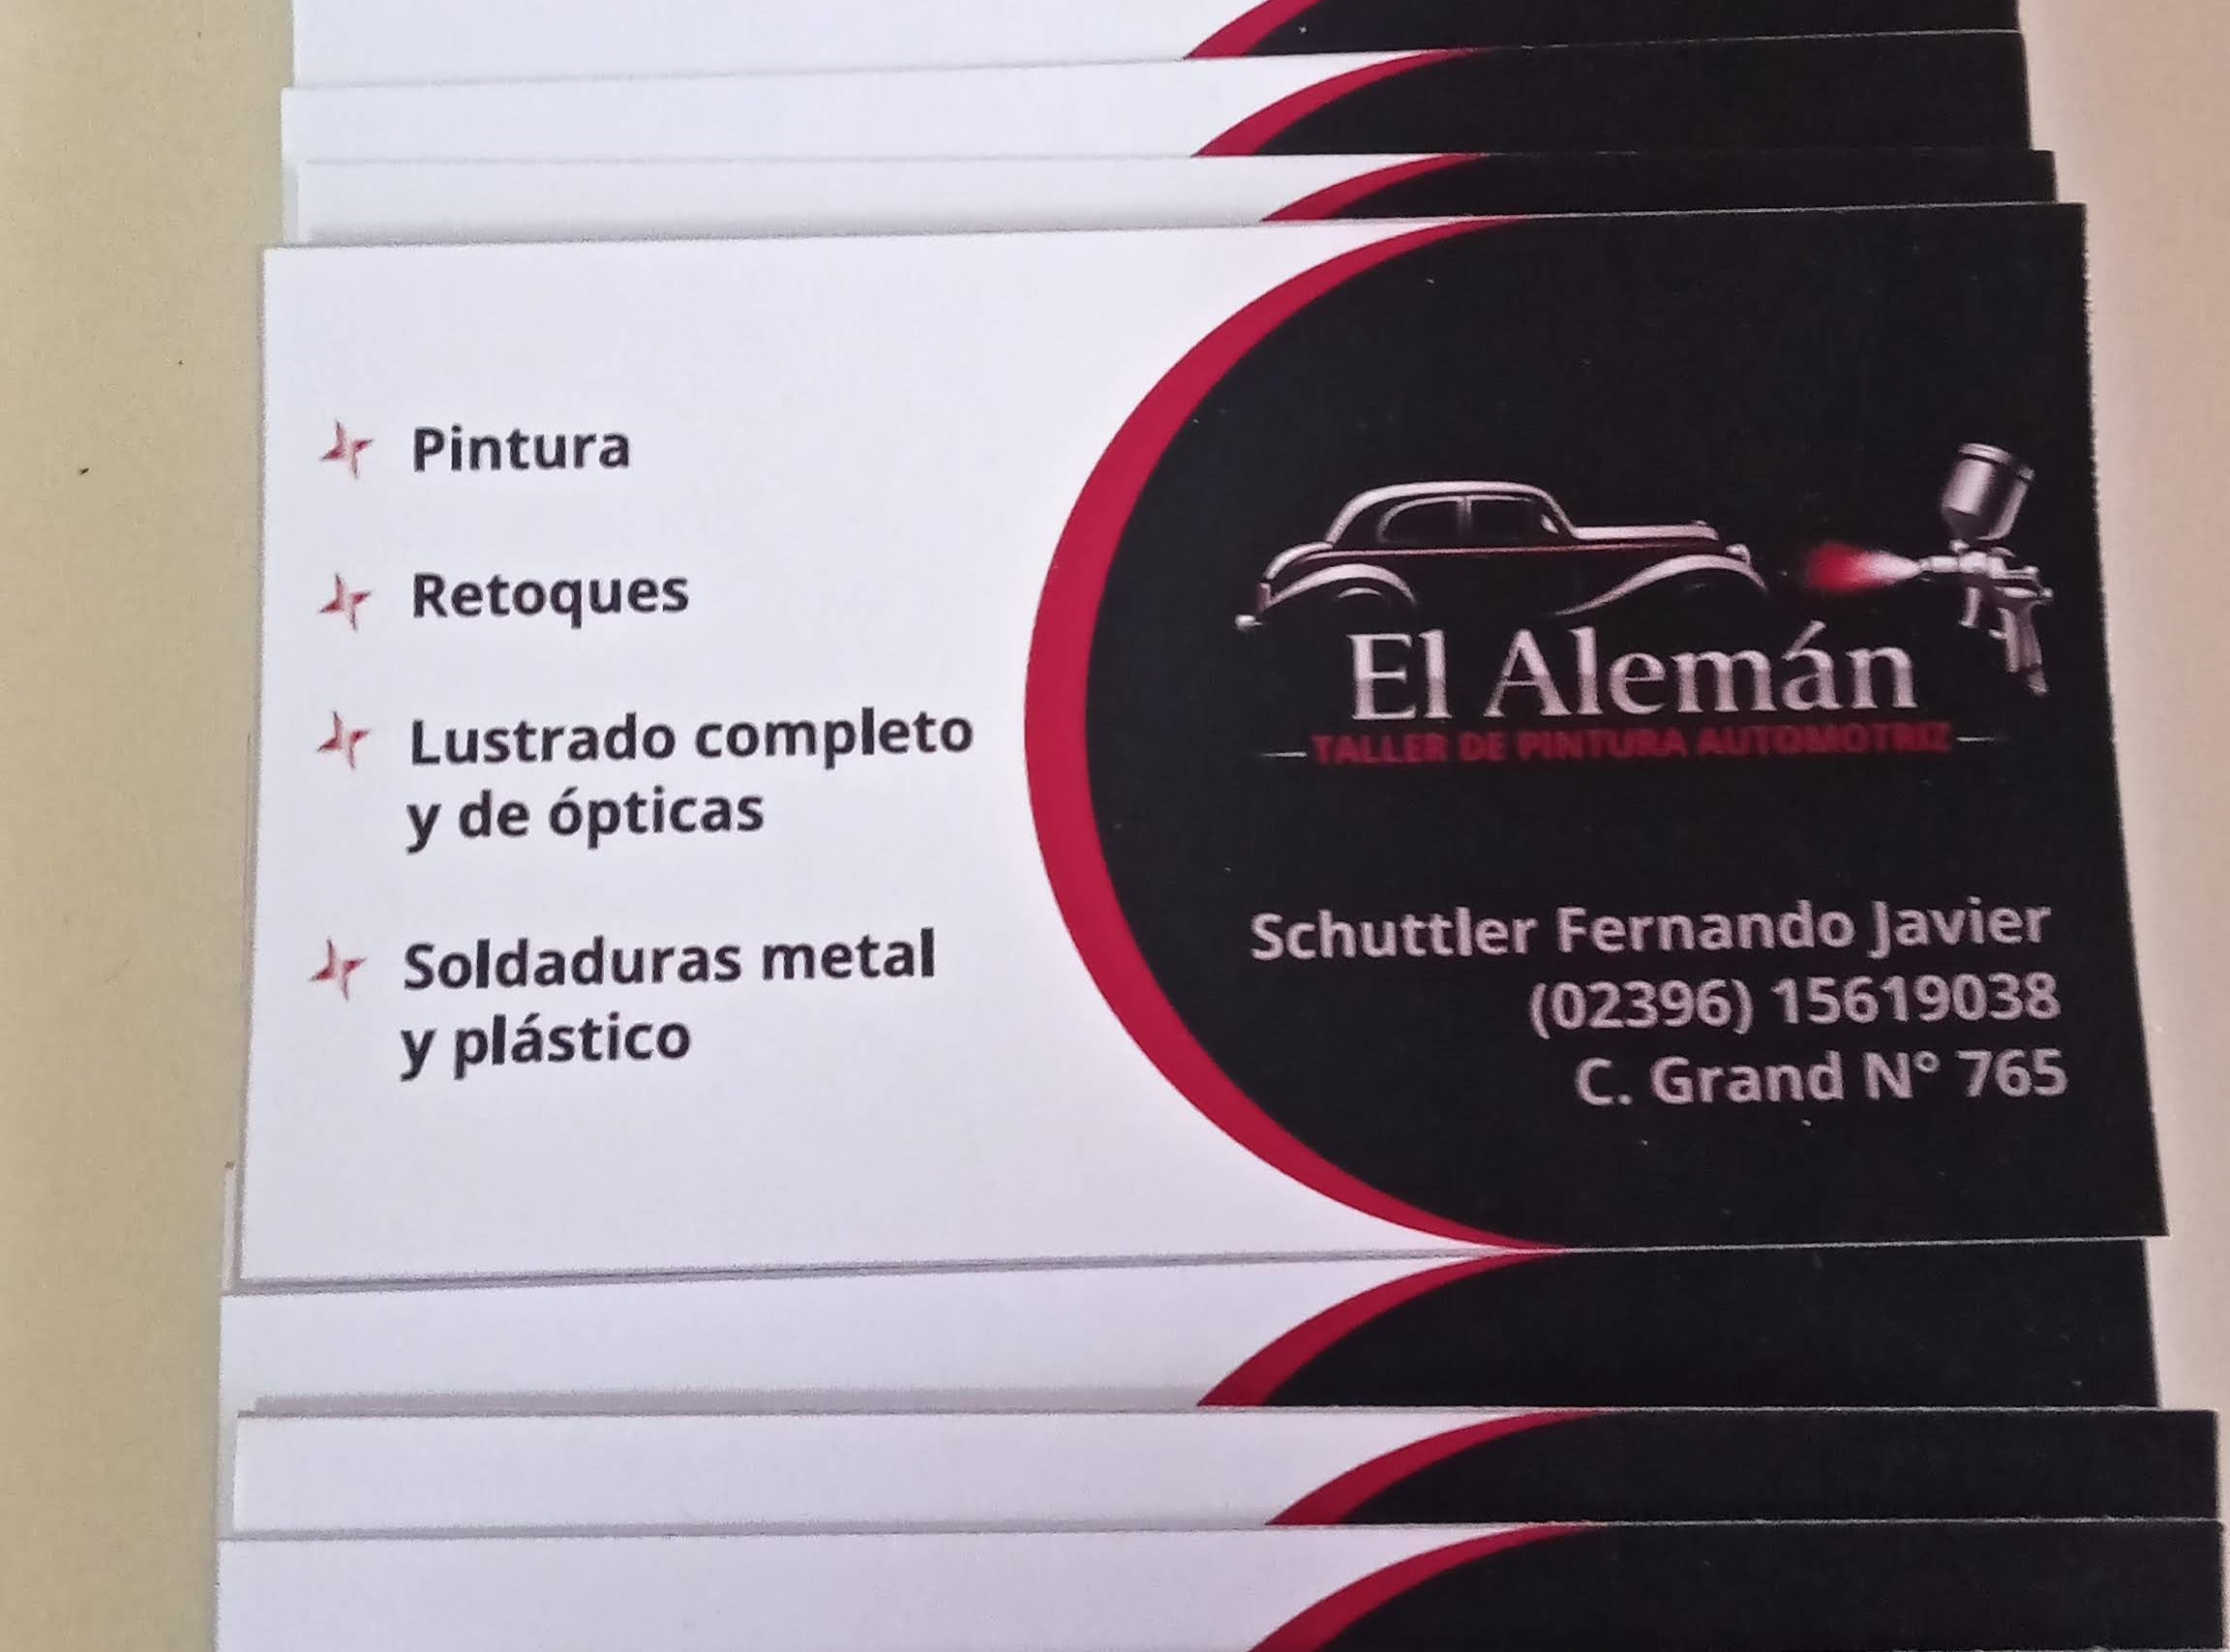 Pintura
Retoques
Lustrado completo
y de ópticas
Soldaduras metal
y plástico
El Alemán
TALLER DE PINTURA AUTOMOTRIZ
Schuttler Fernando Javier
(02396) 15619038
C. Grand N° 765